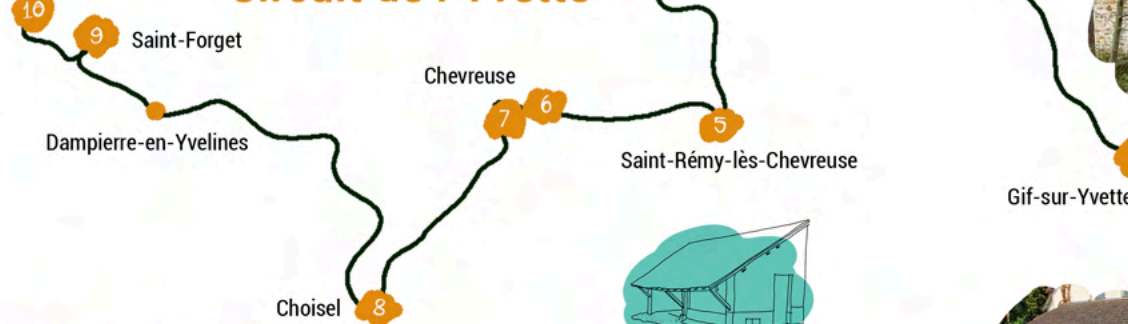 10
9
Saint-Forget
Chevreuse
6
7
5
Dampierre-en-Yvelines
Saint-Rémy-lès-Chevreuse
Gif-sur-Yvette
Choisel
8